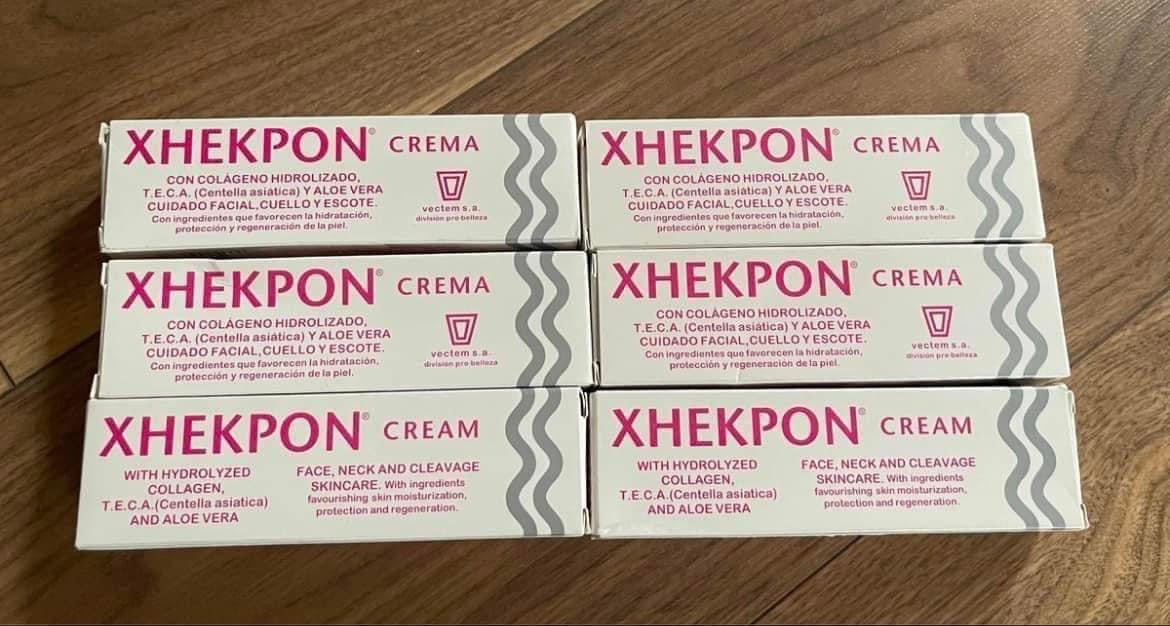 XHEKPON® CREMA
CON COLÁGENO HIDROLIZADO,
T.E.C.A. (Centella asiática) Y ALOE VERA
CUIDADO FACIAL,CUELLO Y ESCOTE.
Con ingredientes que favorecen la hidratación,
protección y regeneración de la piel.
vectem s.a.
división pro·belleza
XHEKPON® CREMA
CON COLÁGENO HIDROLIZADO,
T.E.C.A. (Centella asiática) Y ALOE VERA
CUIDADO FACIAL,CUELLO Y ESCOTE.
Con ingredientes que favorecen la hidratación,
protección y regeneración de la piel.
vectem s.a.
división pro·belleza
XHEKPON® CREMA
CON COLÁGENO HIDROLIZADO,
T.E.C.A. (Centella asiática) Y ALOE VERA
CUIDADO FACIAL,CUELLO Y ESCOTE.
Con ingredientes que favorecen la hidratación,
protección y regeneración de la piel.
vectem s.a.
división pro·belleza
XHEKPON® CREMA
CON COLÁGENO HIDROLIZADO,
T.E.C.A. (Centella asiática) Y ALOE VERA
CUIDADO FACIAL,CUELLO Y ESCOTE.
Con ingredientes que favorecen la hidratación,
protección y regeneración de la piel.
vectem s.a.
división pro·belleza
XHEKPON® CREAM
WITH HYDROLYZED
COLLAGEN,
T.E.C.A.(Centella asiatica)
AND ALOE VERA
FACE, NECK AND CLEAVAGE
SKINCARE. With ingredients
favourishing skin moisturization,
protection and regeneration.
XHEKPON® CREAM
WITH HYDROLYZED
COLLAGEN,
T.E.C.A.(Centella asiatica)
AND ALOE VERA
FACE, NECK AND CLEAVAGE
SKINCARE. With ingredients
favourishing skin moisturization,
protection and regeneration.